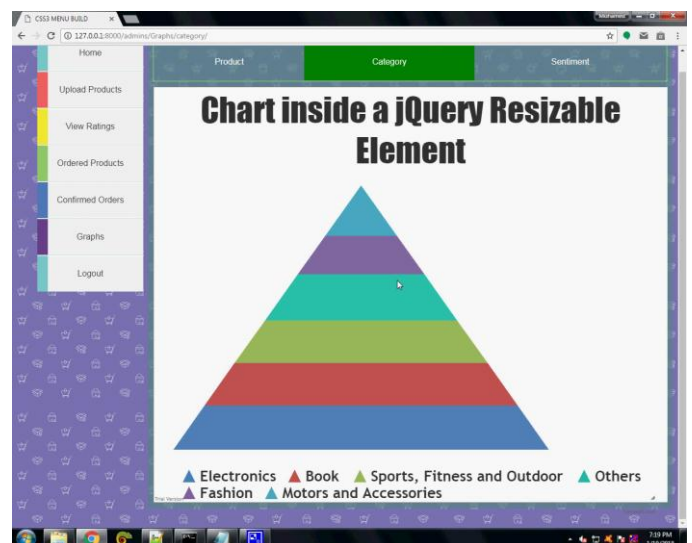 CSS3 MENU BUILD
Mohamed
127.0.0.1:8000/admins/Graphs/category/
Home
Upload Products
View Ratings
Ordered Products
Confirmed Orders
Graphs
Logout
Product
Category
Sentiment
Chart inside a jQuery Resizable
Element
Electronics Book Sports, Fitness and Outdoor Others
Fashion Motors and Accessories
Trial Version
7:19 PM